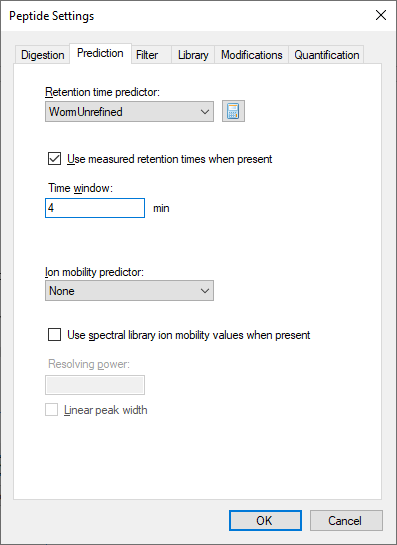 Peptide Settings
Digestion Prediction Filter Library Modifications Quantification
Retention time predictor:
WormUnrefined
Use measured retention times when present
Time window:
4 min
Ion mobility predictor:
None
Use spectral library ion mobility values when present
Resolving power:
Linear peak width
OK Cancel